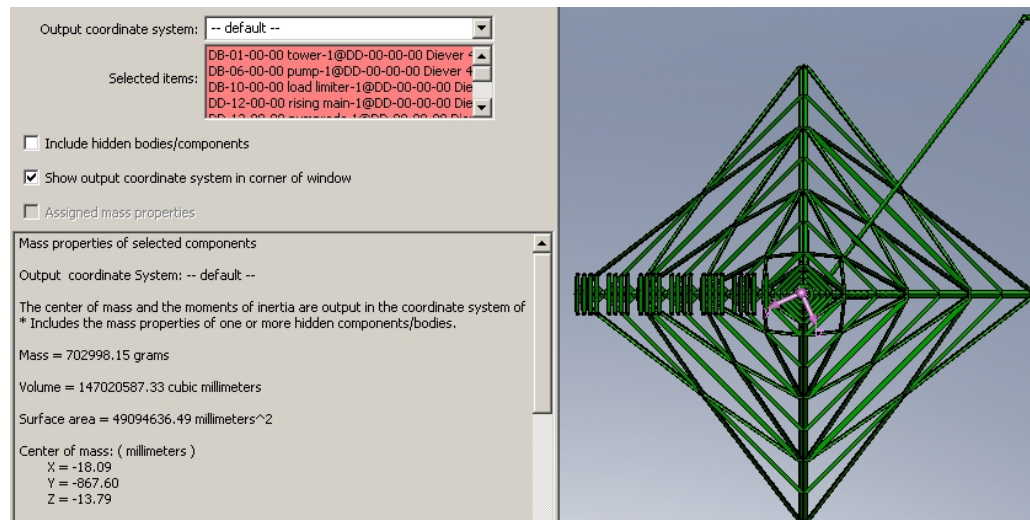 Output coordinate system: -- default --
Selected items:
DB-01-00-00 tower-1@DD-00-00-00 Diever 4
DB-06-00-00 pump-1@DD-00-00-00 Diever 4
DB-10-00-00 load limiter-1@DD-00-00-00 Die
DD-12-00-00 rising main-1@DD-00-00-00 Die
Include hidden bodies/components
Show output coordinate system in corner of window
Assigned mass properties
Mass properties of selected components
Output coordinate System: -- default --
The center of mass and the moments of inertia are output in the coordinate system of
* Includes the mass properties of one or more hidden components/bodies.
Mass = 702998.15 grams
Volume = 147020587.33 cubic millimeters
Surface area = 49094636.49 millimeters^2
Center of mass: ( millimeters )
X = -18.09
Y = -867.60
Z = -13.79